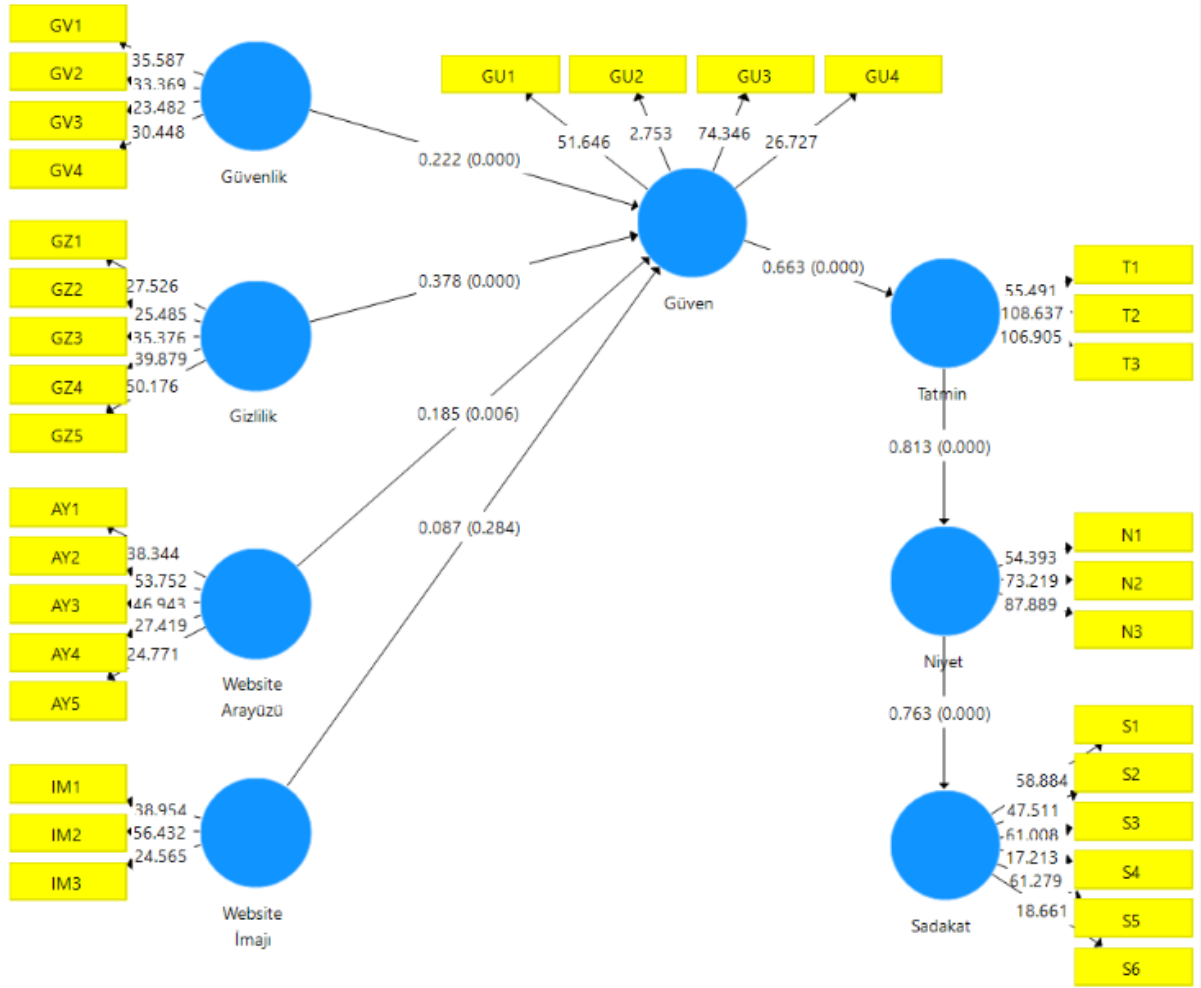 GV1
GV2
GV3
GV4
35.587
33.369
23.482
30.448
Güvenlik
0.222 (0.000)
GU1
GU2
GU3
GU4
51.646
2.753
74.346
26.727
Güven
GZ1
GZ2
GZ3
GZ4
GZ5
27.526
25.485
35.376
39.879
50.176
Gizlilik
0.378 (0.000)
0.663 (0.000)
T1
T2
T3
55.491
108.637
106.905
Tatmin
0.813 (0.000)
AY1
AY2
AY3
AY4
AY5
38.344
53.752
46.943
27.419
24.771
Website
Arayüzü
0.185 (0.006)
0.087 (0.284)
N1
N2
N3
54.393
73.219
87.889
Niyet
0.763 (0.000)
IM1
IM2
IM3
38.954
56.432
24.565
Website
İmajı
S1
S2
S3
S4
S5
S6
58.884
47.511
61.008
17.213
61.279
18.661
Sadakat